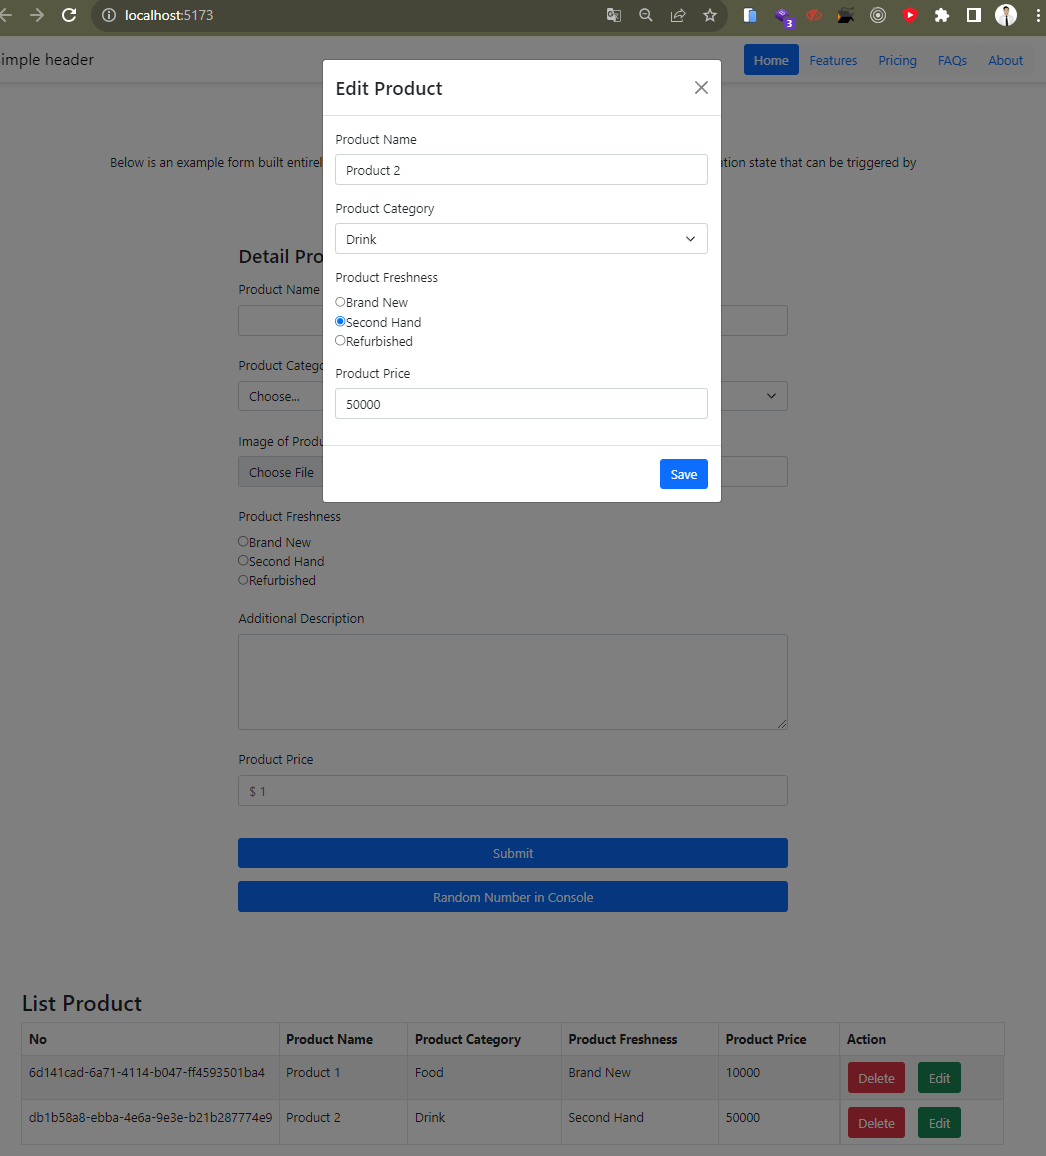 localhost:5173
3
imple header
Home Features Pricing FAQs About
Edit Product
Product Name
Product 2
Product Category
Drink
Product Freshness
Brand New
Second Hand
Refurbished
Product Price
50000
Save
Below is an example form built entirel
tion state that can be triggered by
Detail Pro
Product Name
Product Catego
Choose...
Image of Produ
Choose File
Product Freshness
Brand New
Second Hand
Refurbished
Additional Description
Product Price
$ 1
Submit
Random Number in Console
List Product
No Product Name Product Category Product Freshness Product Price Action
6d141cad-6a71-4114-b047-ff4593501ba4 Product 1 Food Brand New 10000 Delete Edit
db1b58a8-ebba-4e6a-9e3e-b21b287774e9 Product 2 Drink Second Hand 50000 Delete Edit